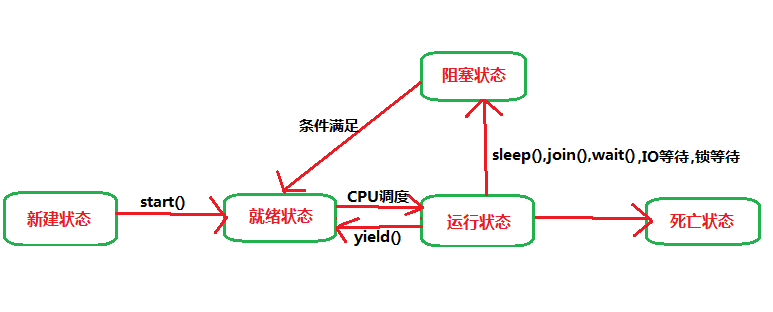 阻塞状态
条件满足
sleep(),join(),wait(),IO等待,锁等待
新建状态
start()
就绪状态
CPU调度
yield()
运行状态
死亡状态